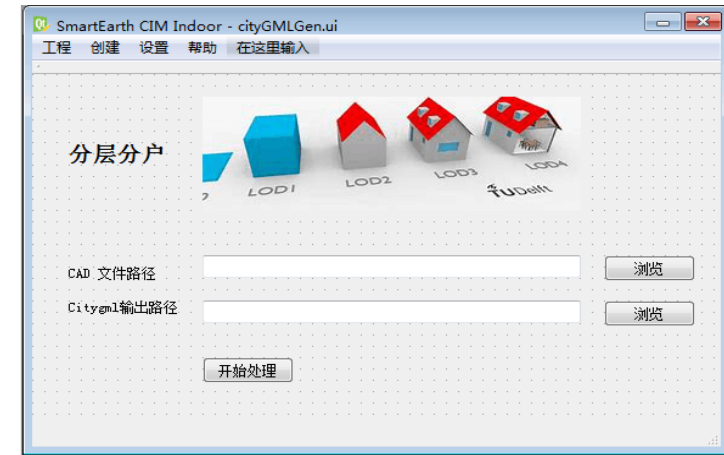 SmartEarth CIM Indoor - cityGMLGen.ui
工程 创建 设置 帮助 在这里输入
分层分户
LOD1 LOD2 LOD3 LOD4
TUDelft
CAD 文件路径 浏览
Citygml输出路径 浏览
开始处理